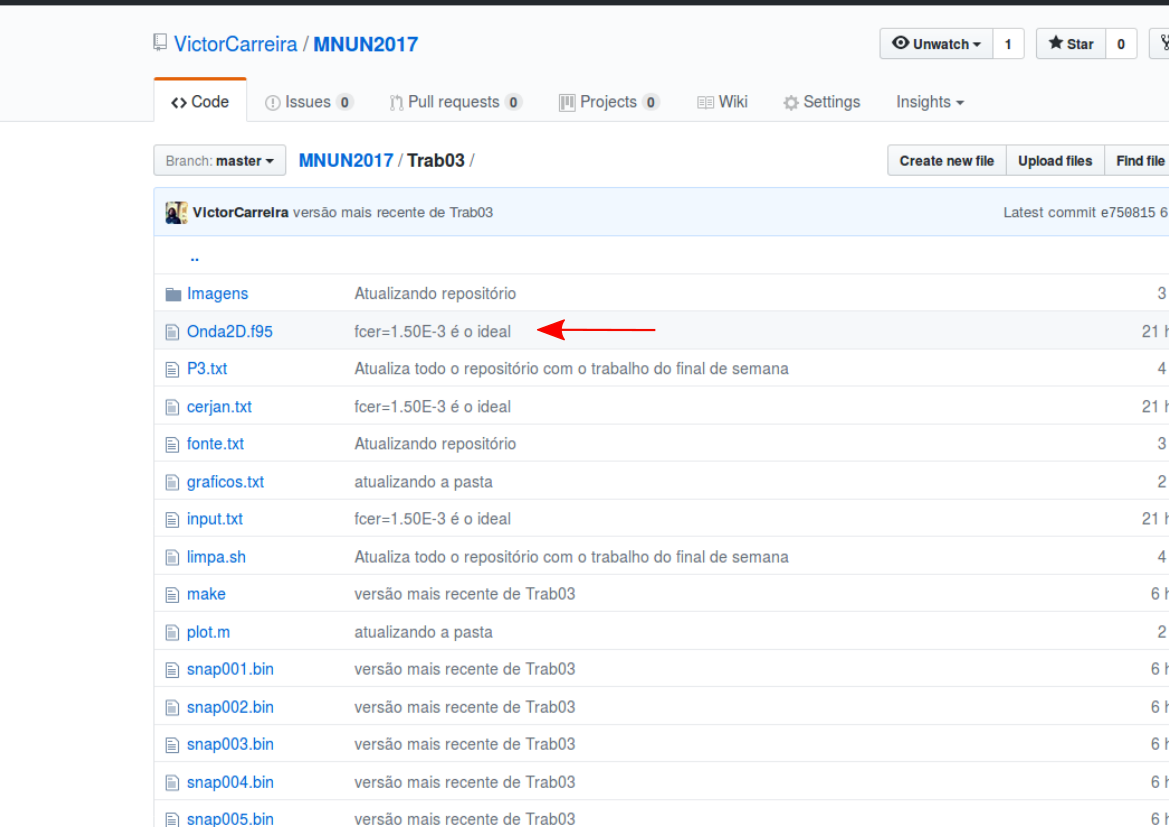 VictorCarreira / MNUN2017 Unwatch 1 Star 0
Code Issues 0 Pull requests 0 Projects 0 Wiki Settings Insights
Branch: master MNUN2017 / Trab03 / Create new file Upload files Find file
VictorCarreira versão mais recente de Trab03 Latest commit e750815 6
..
Imagens Atualizando repositório 3
Onda2D.f95 fcer=1.50E-3 é o ideal 21 h
P3.txt Atualiza todo o repositório com o trabalho do final de semana 4
cerjan.txt fcer=1.50E-3 é o ideal 21 h
fonte.txt Atualizando repositório 3
graficos.txt atualizando a pasta 2
input.txt fcer=1.50E-3 é o ideal 21 h
limpa.sh Atualiza todo o repositório com o trabalho do final de semana 4
make versão mais recente de Trab03 6 h
plot.m atualizando a pasta 2
snap001.bin versão mais recente de Trab03 6 h
snap002.bin versão mais recente de Trab03 6 h
snap003.bin versão mais recente de Trab03 6 h
snap004.bin versão mais recente de Trab03 6 h
snap005.bin versão mais recente de Trab03 6 h